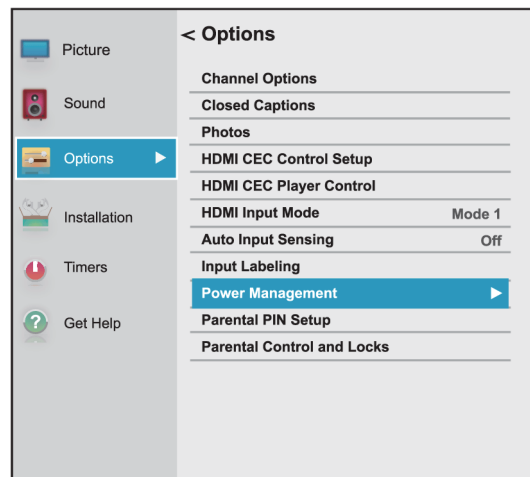 Picture
Sound
Options
Installation
Timers
Get Help
< Options
Channel Options
Closed Captions
Photos
HDMI CEC Control Setup
HDMI CEC Player Control
HDMI Input Mode Mode 1
Auto Input Sensing Off
Input Labeling
Power Management
Parental PIN Setup
Parental Control and Locks